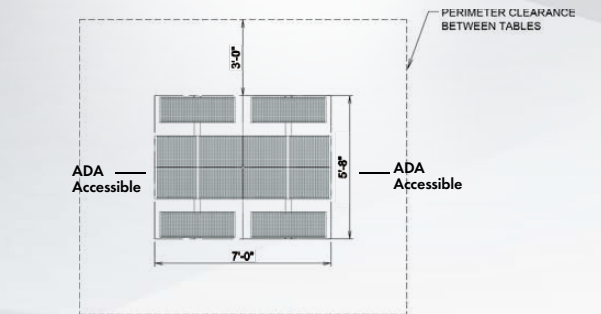 PERIMETER CLEARANCE
BETWEEN TABLES
3'-0"
ADA
Accessible
5'-8"
ADA
Accessible
7'-0"